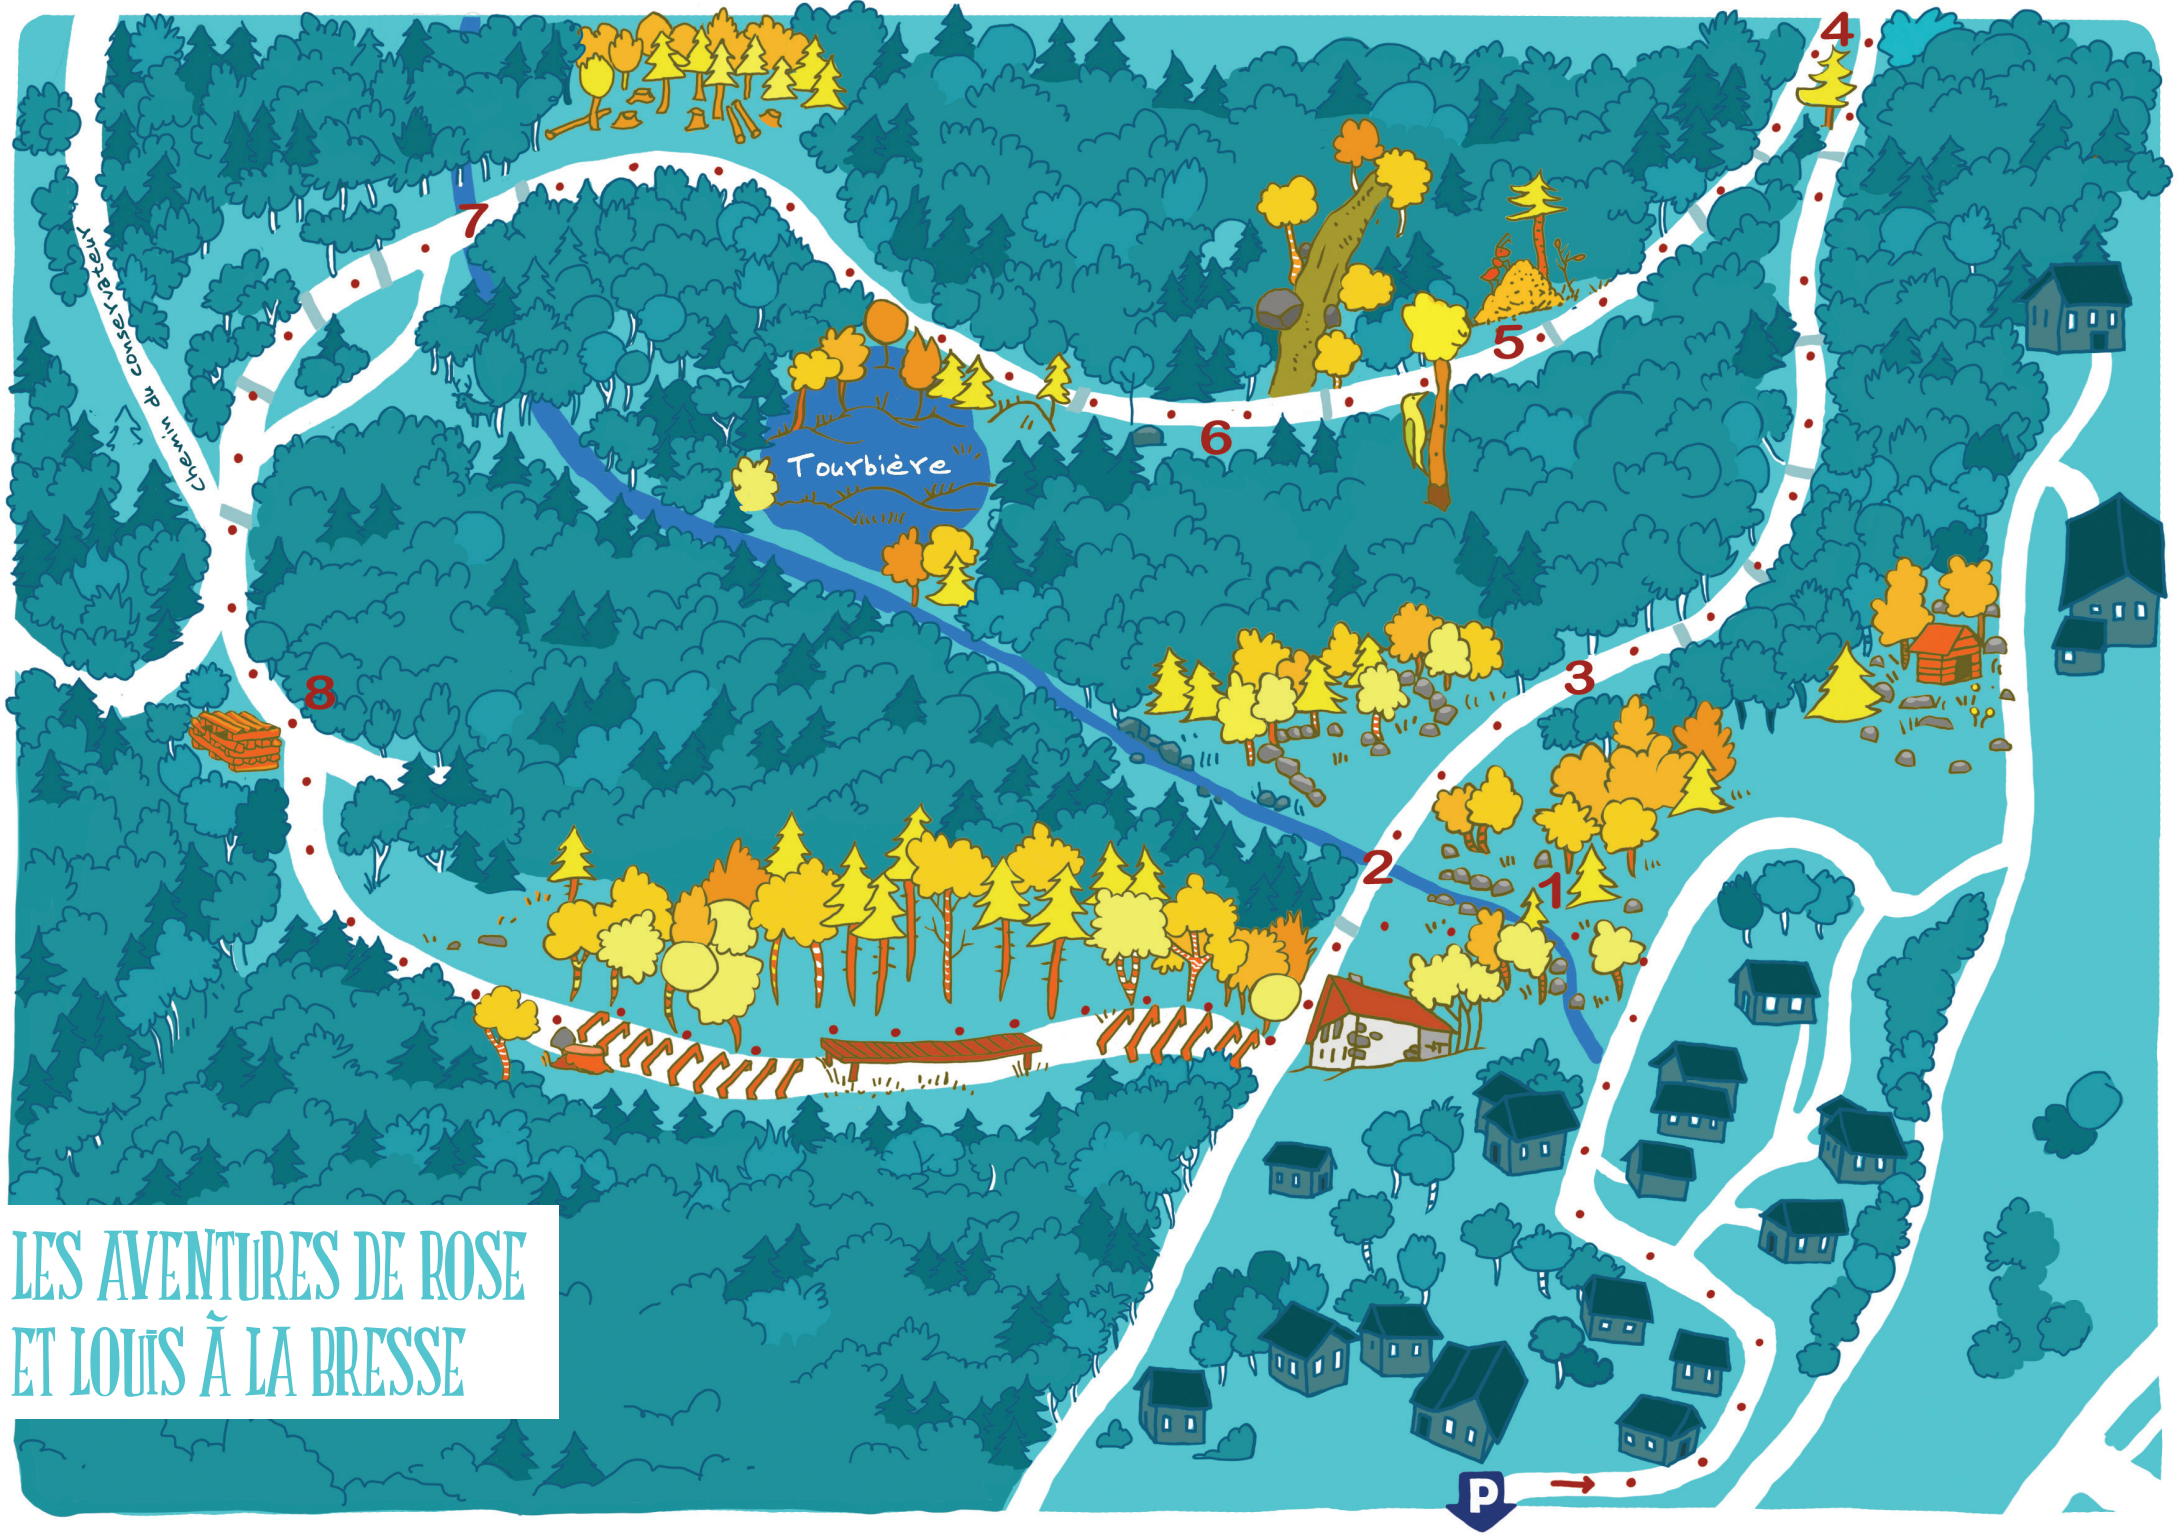 4
7
chemin du conservateur
5
6
Tourbière
3
8
2
1
LES AVENTURES DE ROSE
ET LOUIS Ã LA BRESSE
P